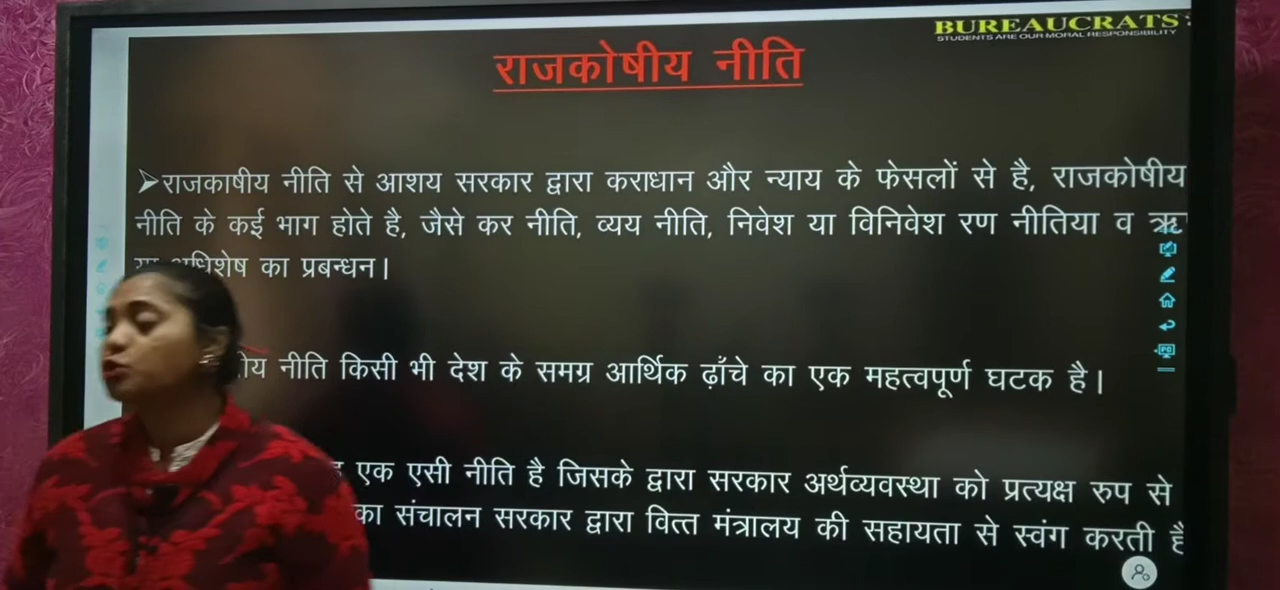 BUREAUCRATS
STUDENTS ARE OUR MORAL RESPONSIBILITY
राजकोषीय नीति
➢राजकाषीय नीति से आशय सरकार द्वारा कराधान और न्याय के फेसलों से है, राजकोषीय
नीति के कई भाग होते है, जैसे कर नीति, व्यय नीति, निवेश या विनिवेश रण नीतिया व
का प्रबन्धन।
नीति किसी भी देश के समग्र आर्थिक ढ़ाँचे का एक महत्वपूर्ण घटक है।
एक एसी नीति है जिसके द्वारा सरकार अर्थव्यवस्था को प्रत्यक्ष रुप से
का संचालन सरकार द्वारा वित्त मंत्रालय की सहायता से स्वंग करती है